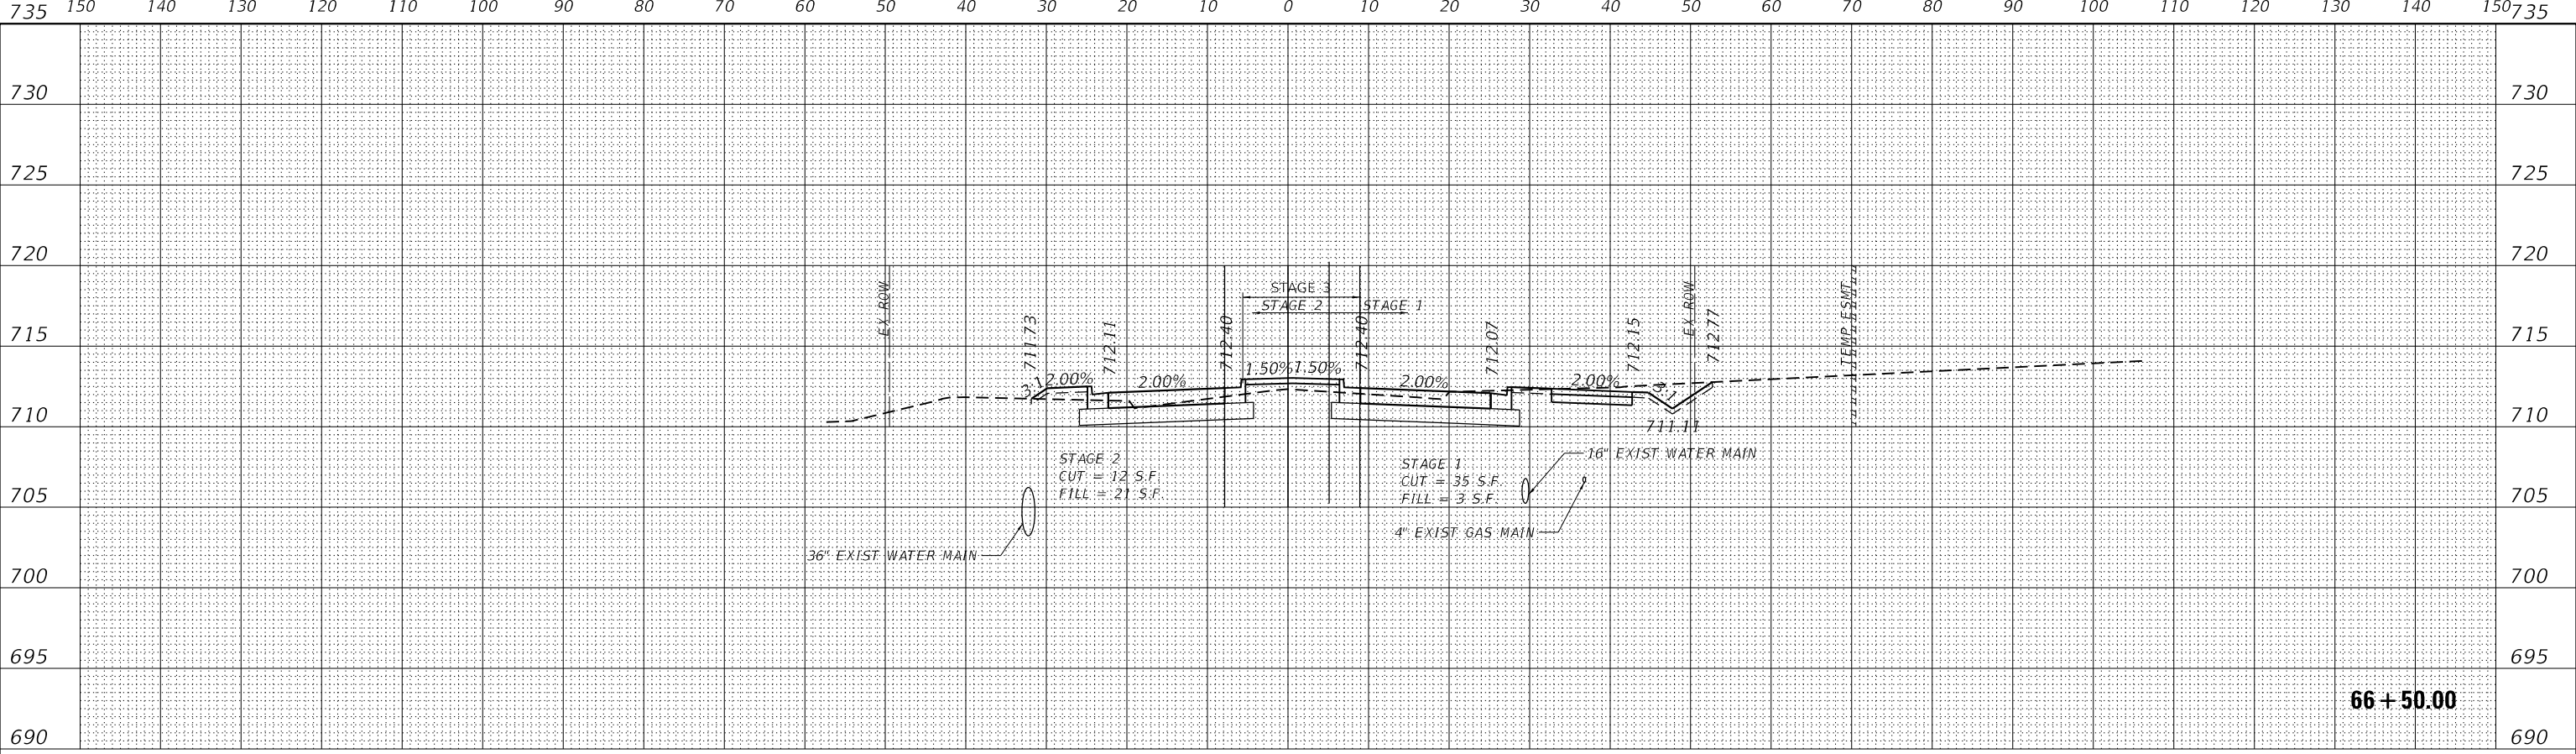 735 150 140 130 120 110 100 90 80 70 60 50 40 30 20 10 0 10 20 30 40 50 60 70 80 90 100 110 120 130 140 150 735
730 730
725 725
720 720
STAGE 3
STAGE 2 STAGE 1
EX ROW
711.73
712.11
712.40
712.40
712.07
712.15
EX ROW
712.77
TEMP ESMT
715 715
3:1 2.00% 2.00% 1.50% 1.50% 2.00% 2.00% 3:1
710 711.11 710
STAGE 2
CUT = 12 S.F.
FILL = 21 S.F.
STAGE 1
CUT = 35 S.F.
FILL = 3 S.F.
16" EXIST WATER MAIN
705 705
4" EXIST GAS MAIN
36" EXIST WATER MAIN
700 700
695 695
66+50.00
690 690